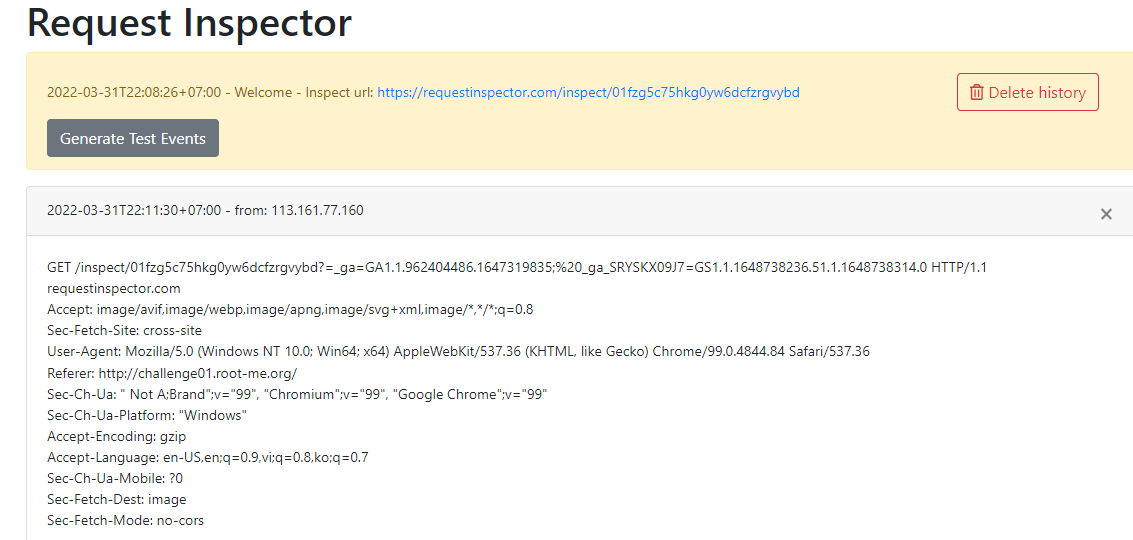 Request Inspector
2022-03-31T22:08:26+07:00 - Welcome - Inspect url: https://requestinspector.com/inspect/01fzg5c75hkg0yw6dcfzrgvybd
Delete history
Generate Test Events
2022-03-31T22:11:30+07:00 - from: 113.161.77.160
×
GET /inspect/01fzg5c75hkg0yw6dcfzrgvybd?=_ga=GA1.1.962404486.1647319835;%20_ga_SRYSKX09J7=GS1.1.1648738236.51.1.1648738314.0 HTTP/1.1
requestinspector.com
Accept: image/avif,image/webp,image/apng,image/svg+xml,image/*,*/*;q=0.8
Sec-Fetch-Site: cross-site
User-Agent: Mozilla/5.0 (Windows NT 10.0; Win64; x64) AppleWebKit/537.36 (KHTML, like Gecko) Chrome/99.0.4844.84 Safari/537.36
Referer: http://challenge01.root-me.org/
Sec-Ch-Ua: " Not A;Brand";v="99", "Chromium";v="99", "Google Chrome";v="99"
Sec-Ch-Ua-Platform: "Windows"
Accept-Encoding: gzip
Accept-Language: en-US,en;q=0.9,vi;q=0.8,ko;q=0.7
Sec-Ch-Ua-Mobile: ?0
Sec-Fetch-Dest: image
Sec-Fetch-Mode: no-cors